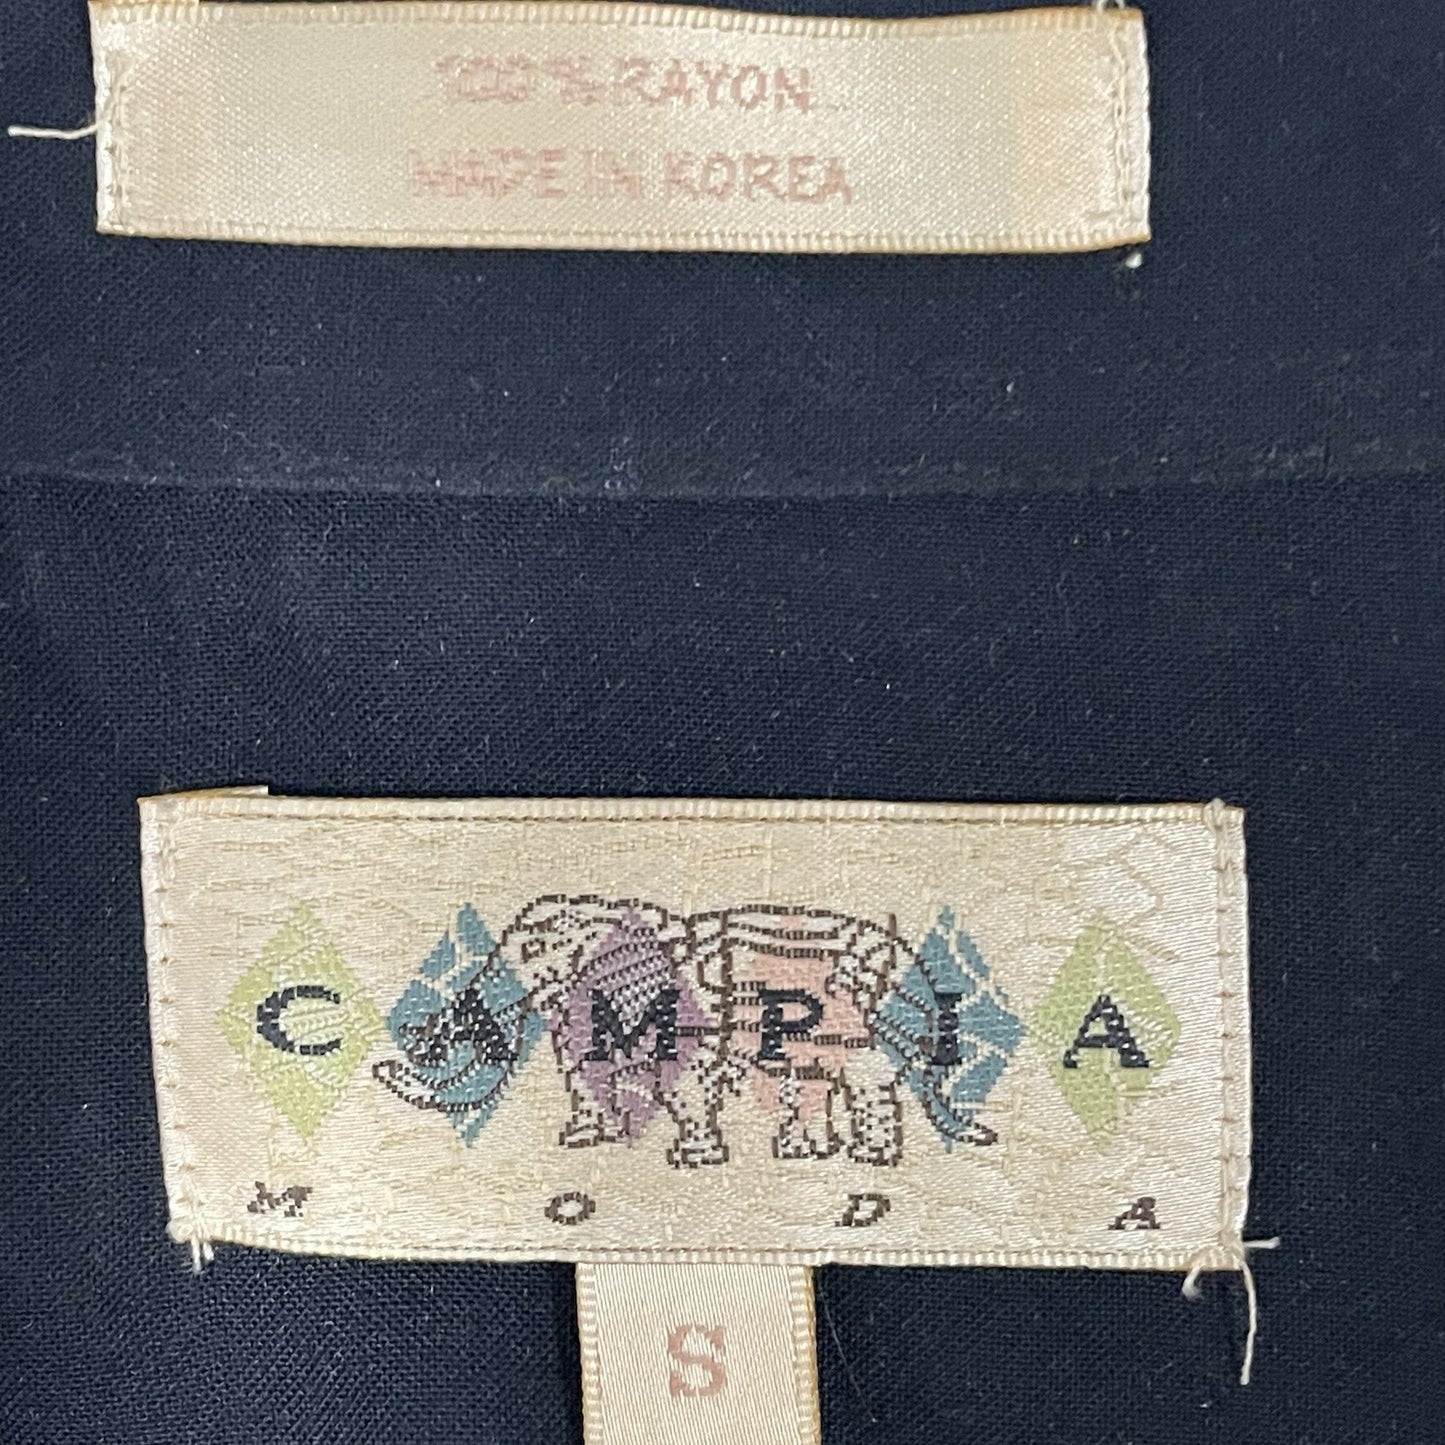 100% RAYON
MADE IN KOREA
CAMPIA
MODA
S